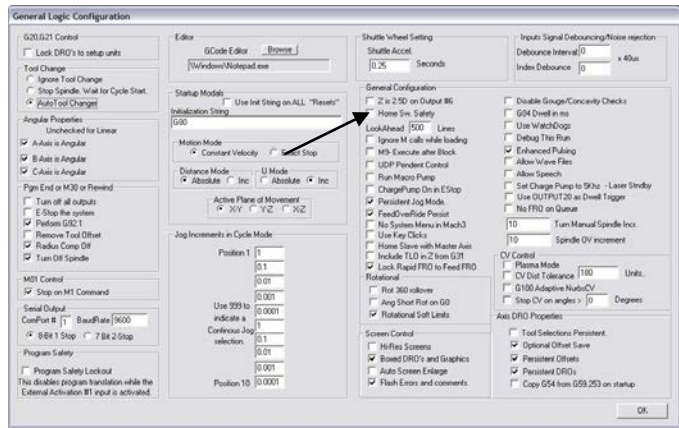 General Logic Configuration
G20,G21 Control
Lock DRO's to setup units
Tool Change
Ignore Tool Change
Stop Spindle. Wait for Cycle Start.
Auto Tool Changer
Angular Properties
Unchecked for Linear
A-Axis is Angular
B-Axis is Angular
C-Axis is Angular
Pgm End or M30 or Rewind
Turn off all outputs
E-Stop the system
Perform G92.1
Remove Tool Offset
Radius Comp Off
Turn Off Spindle
M01 Control
Stop on M1 Command
Serial Output
ComPort # 1 BaudRate 9600
8-Bit 1 Stop 7 Bit 2-Stop
Program Safety
Program Safety Lockout
This disables program translation while the
External Activation #1 input is activated.
Editor
GCode Editor Browse
\Windows\Notepad.exe
Startup Modals
Use Init String on ALL "Resets"
Initialization String
G80
Motion Mode
Constant Velocity Exact Stop
Distance Mode
Absolute Inc
IJ Mode
Absolute Inc
Active Plane of Movement
X-Y Y-Z X-Z
Jog Increments in Cycle Mode
Position 1 1
0.1
0.01
0.001
Use 999 to
indicate a
Continous Jog
selection.
0.0001
1
0.1
0.01
0.001
Position 10 0.0001
Shuttle Wheel Setting
Shuttle Accel.
0.25 Seconds
General Configuration
Z is 2.5D on Output #6
Home Sw. Safety
LookAhead 500 Lines
Ignore M calls while loading
M9- Execute after Block.
UDP Pendent Control
Run Macro Pump
ChargePump On in EStop
Persistent Jog Mode.
FeedOverRide Persist
No System Menu in Mach3
Use Key Clicks
Home Slave with Master Axis
Include TLO in Z from G31
Lock Rapid FRO to Feed FRO
Rotational
Rot 360 rollover
Ang Short Rot on G0
Rotational Soft Limits
Screen Control
Hi-Res Screens
Boxed DRO's and Graphics
Auto Screen Enlarge
Flash Errors and comments.
Inputs Signal Debouncing/Noise rejection
Debounce Interval: 0
x 40us
Index Debounce 0
Disable Gouge/Concavity Checks
G04 Dwell in ms
Use WatchDogs
Debug This Run
Enhanced Pulsing
Allow Wave Files
Allow Speech
Set Charge Pump to 5Khz - Laser Stndby
Use OUTPUT20 as Dwell Trigger
No FRO on Queue
10 Turn Manual Spindle Incr.
10 Spindle OV increment
CV Control
Plasma Mode
CV Dist Tolerance 180 Units..
G100 Adaptive NurbsCV
Stop CV on angles > 0 Degrees
Axis DRO Properties
Tool Selections Persistent.
Optional Offset Save
Persistent Offsets
Persistent DROs
Copy G54 from G59.253 on startup
OK